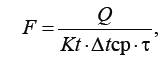 F = Q / (Kt · Δtcp · τ),